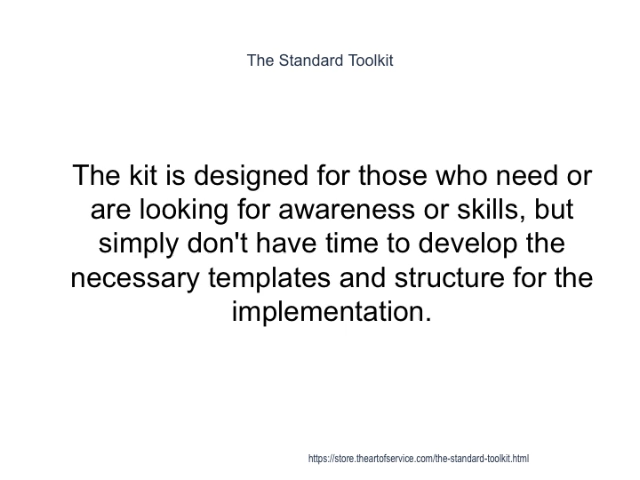 The Standard Toolkit
The kit is designed for those who need or
are looking for awareness or skills, but
simply don't have time to develop the
necessary templates and structure for the
implementation.
https://store.theartofservice.com/the-standard-toolkit.html